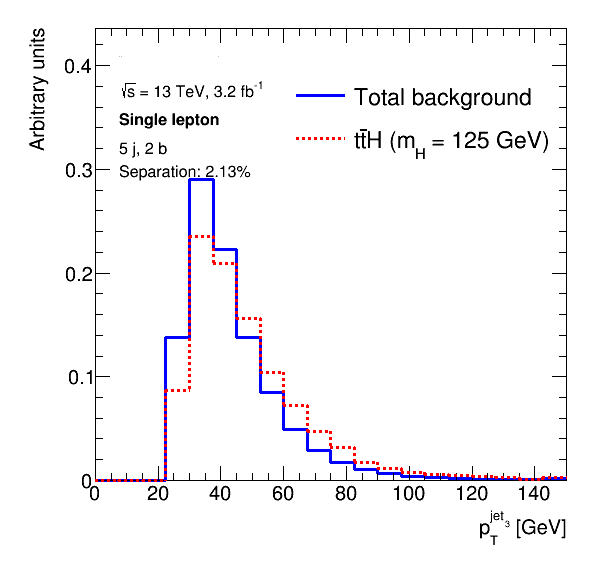 Arbitrary units
0.4
0.3
0.2
0.1
0
√s = 13 TeV, 3.2 fb⁻¹
Single lepton
5 j, 2 b
Separation: 2.13%
Total background
tt̄H (m_H = 125 GeV)
0 20 40 60 80 100 120 140
p_T^jet_3 [GeV]